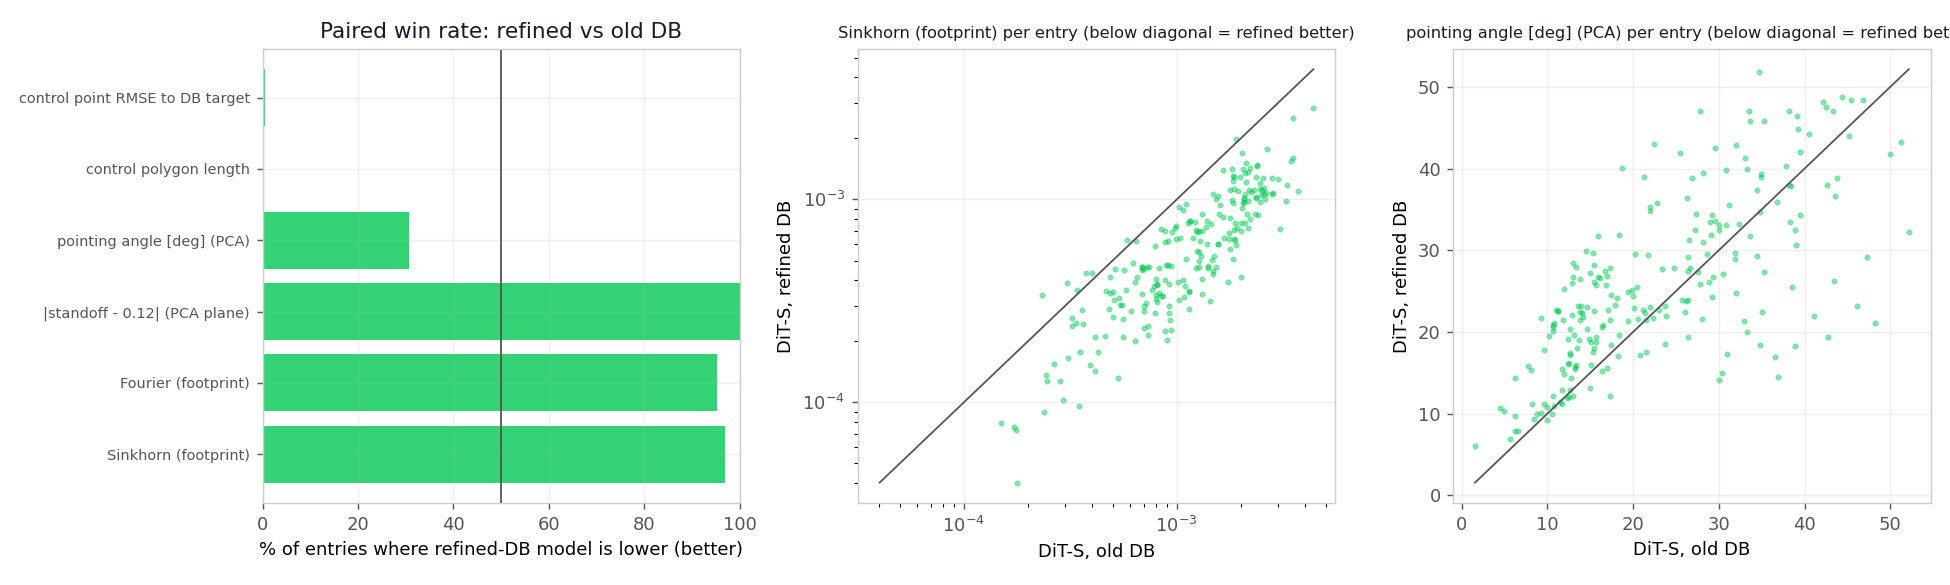 Paired win rate: refined vs old DB
control point RMSE to DB target
control polygon length
pointing angle [deg] (PCA)
|standoff - 0.12| (PCA plane)
Fourier (footprint)
Sinkhorn (footprint)
0 20 40 60 80 100
% of entries where refined-DB model is lower (better)
Sinkhorn (footprint) per entry (below diagonal = refined better)
DiT-S, refined DB
10⁻³
10⁻⁴
10⁻⁴ 10⁻³
DiT-S, old DB
pointing angle [deg] (PCA) per entry (below diagonal = refined bet
DiT-S, refined DB
50
40
30
20
10
0
0 10 20 30 40 50
DiT-S, old DB